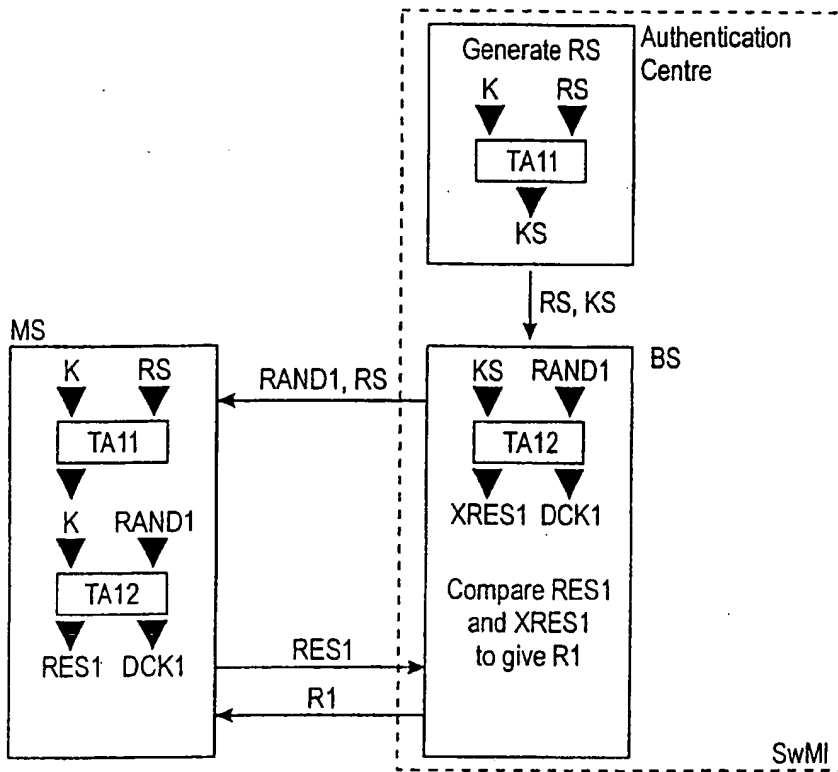 Generate RS
K RS
TA11
KS
Authentication
Centre
RS, KS
MS
K RS
TA11
K RAND1
TA12
RES1 DCK1
RAND1, RS
RES1
R1
BS
KS RAND1
TA12
XRES1 DCK1
Compare RES1
and XRES1
to give R1
SwMI